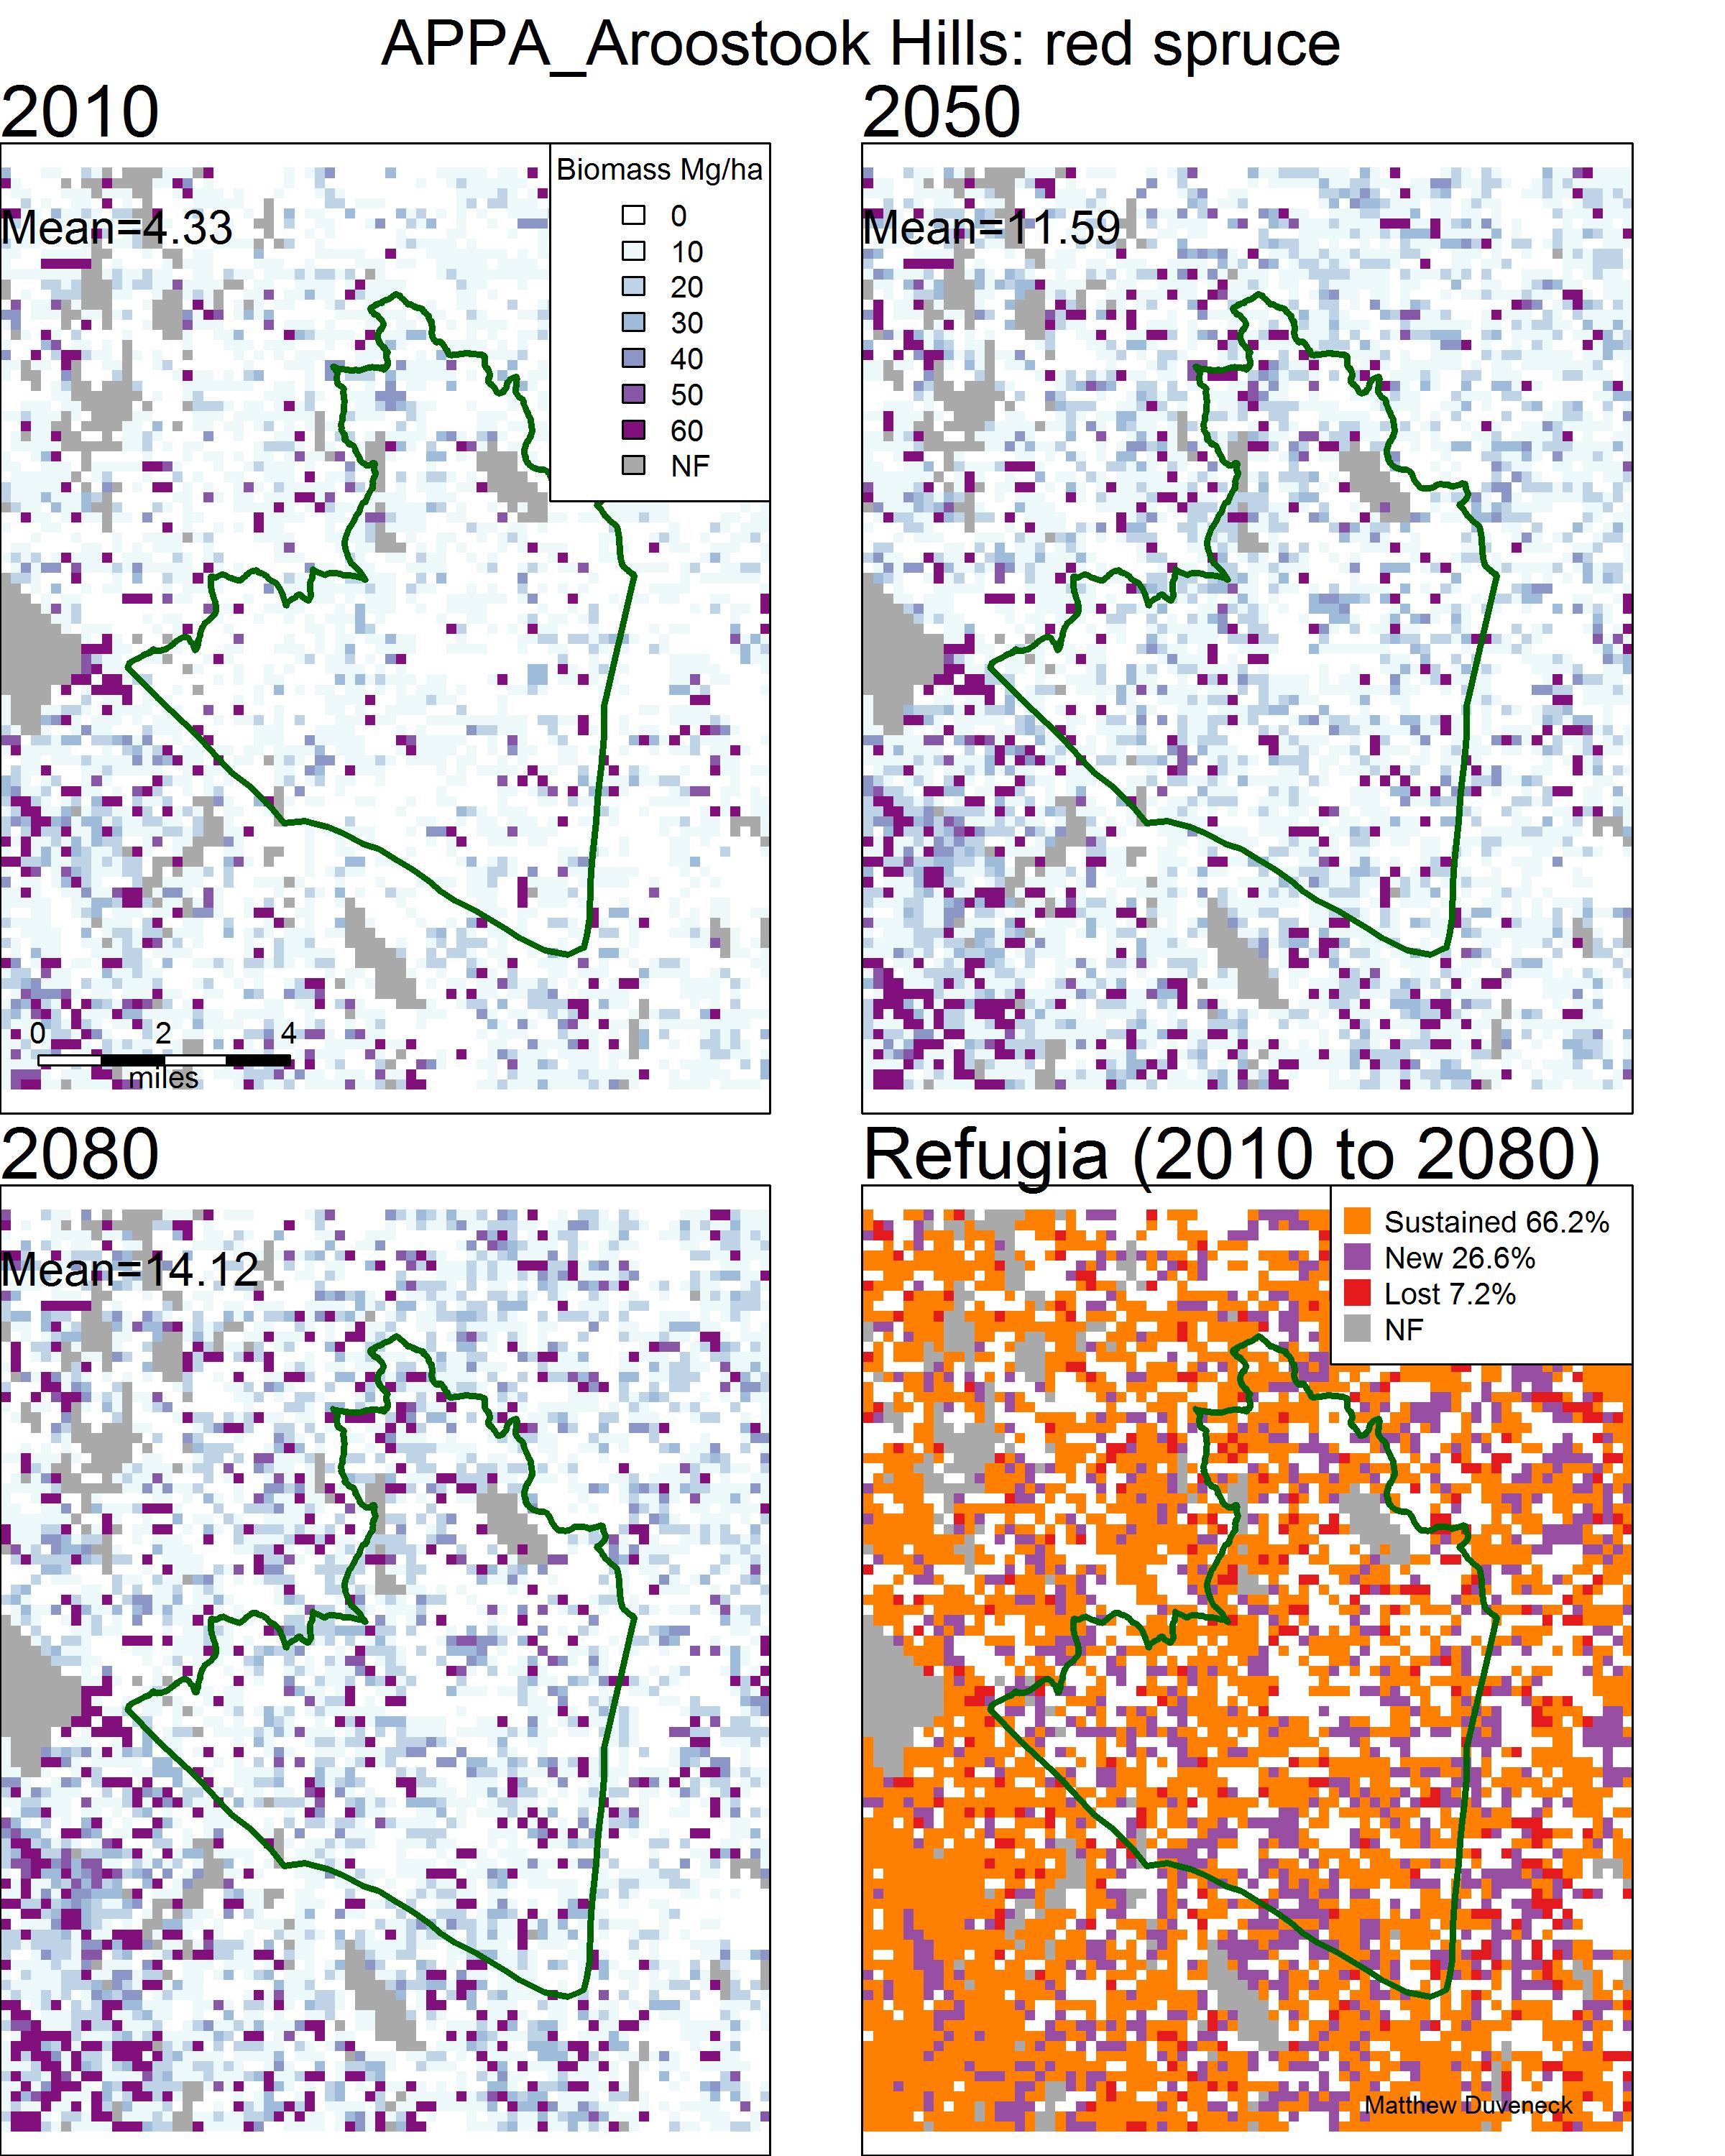 APPA_Aroostook Hills: red spruce
2010
Mean=4.33
Biomass Mg/ha
0
10
20
30
40
50
60
NF
0 2 4
miles
2050
Mean=11.59
2080
Mean=14.12
Refugia (2010 to 2080)
Sustained 66.2%
New 26.6%
Lost 7.2%
NF
Matthew Duveneck